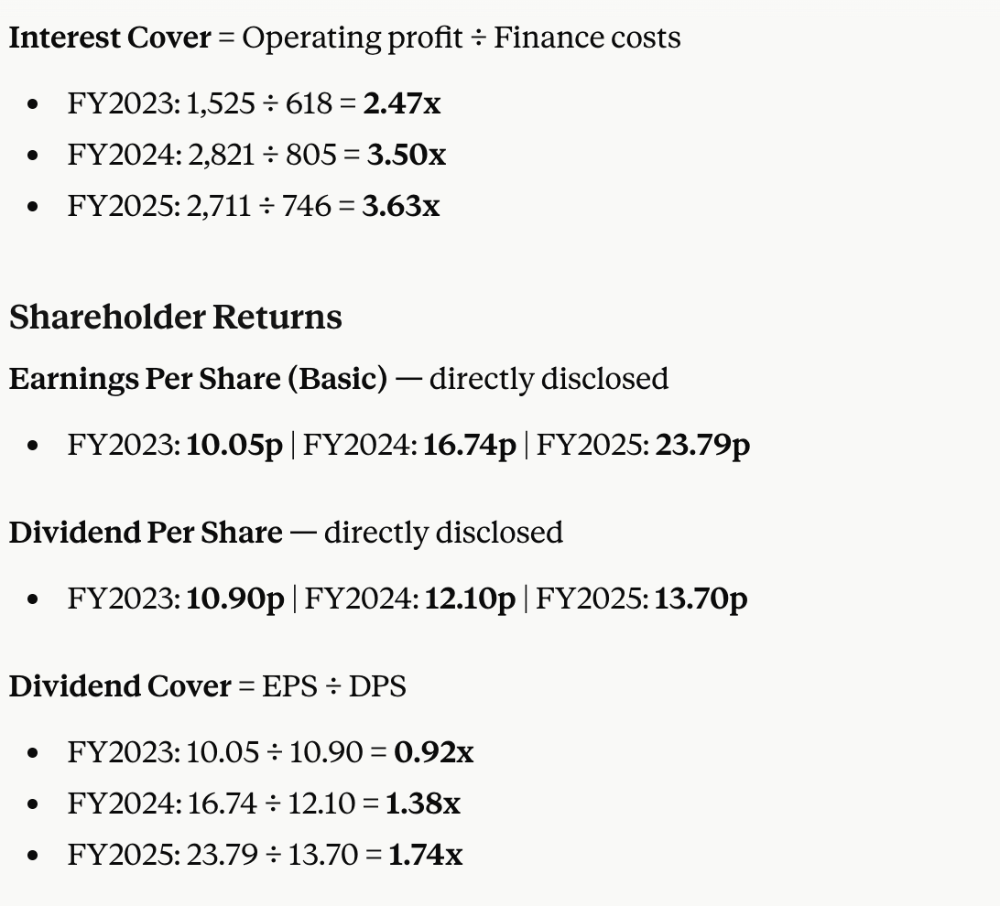 Interest Cover = Operating profit ÷ Finance costs
• FY2023: 1,525 ÷ 618 = 2.47x
• FY2024: 2,821 ÷ 805 = 3.50x
• FY2025: 2,711 ÷ 746 = 3.63x
Shareholder Returns
Earnings Per Share (Basic) — directly disclosed
• FY2023: 10.05p | FY2024: 16.74p | FY2025: 23.79p
Dividend Per Share — directly disclosed
• FY2023: 10.90p | FY2024: 12.10p | FY2025: 13.70p
Dividend Cover = EPS ÷ DPS
• FY2023: 10.05 ÷ 10.90 = 0.92x
• FY2024: 16.74 ÷ 12.10 = 1.38x
• FY2025: 23.79 ÷ 13.70 = 1.74x